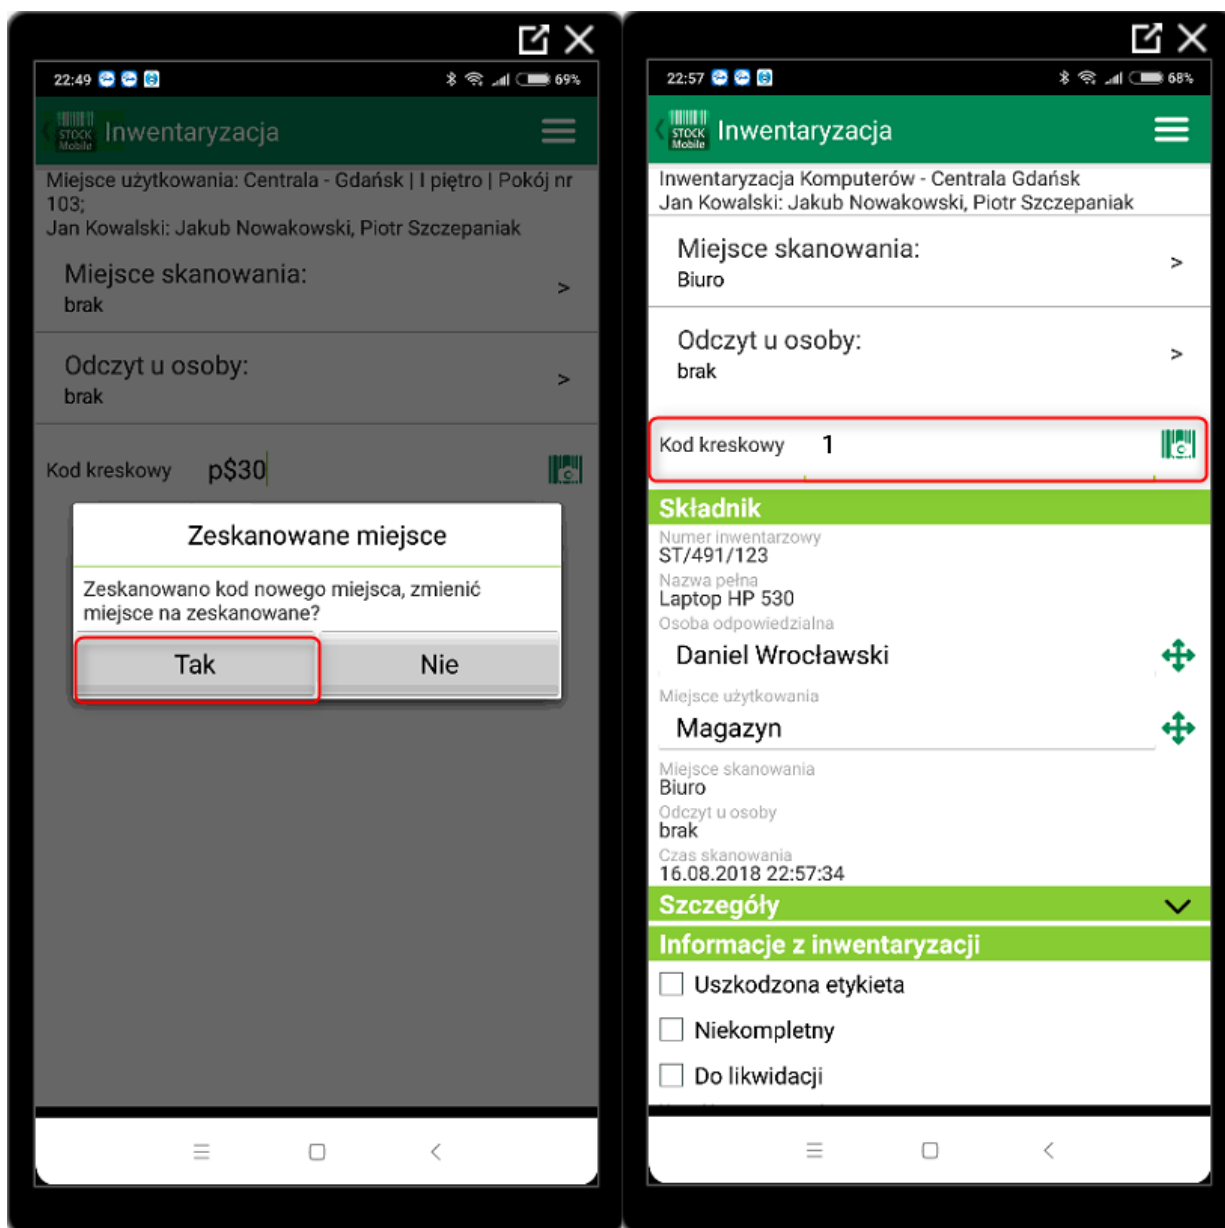 22:49
69%
STOCK
Mobile
Inwentaryzacja
Miejsce użytkowania: Centrala - Gdańsk | I piętro | Pokój nr
103;
Jan Kowalski: Jakub Nowakowski, Piotr Szczepaniak
Miejsce skanowania:
brak
>
Odczyt u osoby:
brak
>
Kod kreskowy p$30
Zeskanowane miejsce
Zeskanowano kod nowego miejsca, zmienić
miejsce na zeskanowane?
Tak Nie
22:57
68%
STOCK
Mobile
Inwentaryzacja
Inwentaryzacja Komputerów - Centrala Gdańsk
Jan Kowalski: Jakub Nowakowski, Piotr Szczepaniak
Miejsce skanowania:
Biuro
>
Odczyt u osoby:
brak
>
Kod kreskowy 1
Składnik
Numer inwentarzowy
ST/491/123
Nazwa pełna
Laptop HP 530
Osoba odpowiedzialna
Daniel Wrocławski
Miejsce użytkowania
Magazyn
Miejsce skanowania
Biuro
Odczyt u osoby
brak
Czas skanowania
16.08.2018 22:57:34
Szczegóły
Informacje z inwentaryzacji
Uszkodzona etykieta
Niekompletny
Do likwidacji